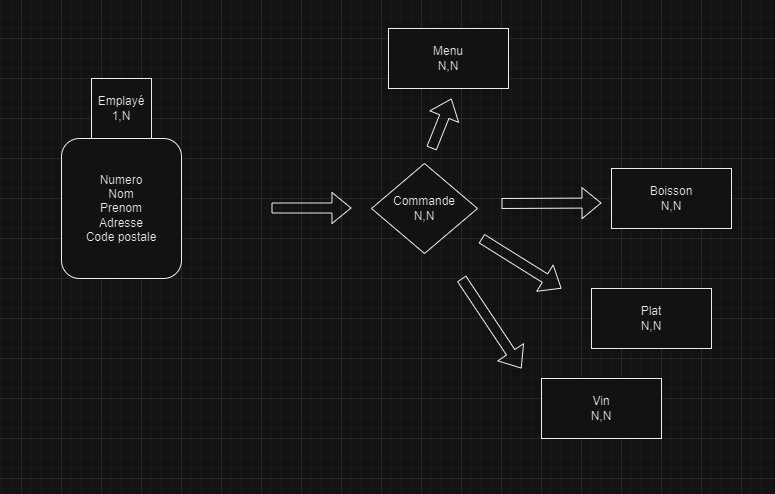 Menu
N,N
Emplayé
1,N
Numero
Nom
Prenom
Adresse
Code postale
Commande
N,N
Boisson
N,N
Plat
N,N
Vin
N,N